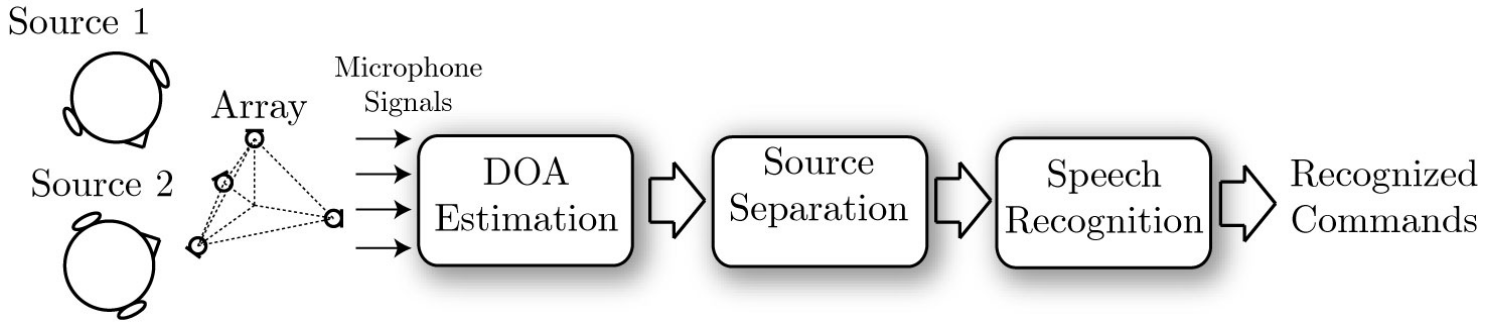 Source 1
Microphone
Signals
Array
Source 2
DOA
Estimation
Source
Separation
Speech
Recognition
Recognized
Commands